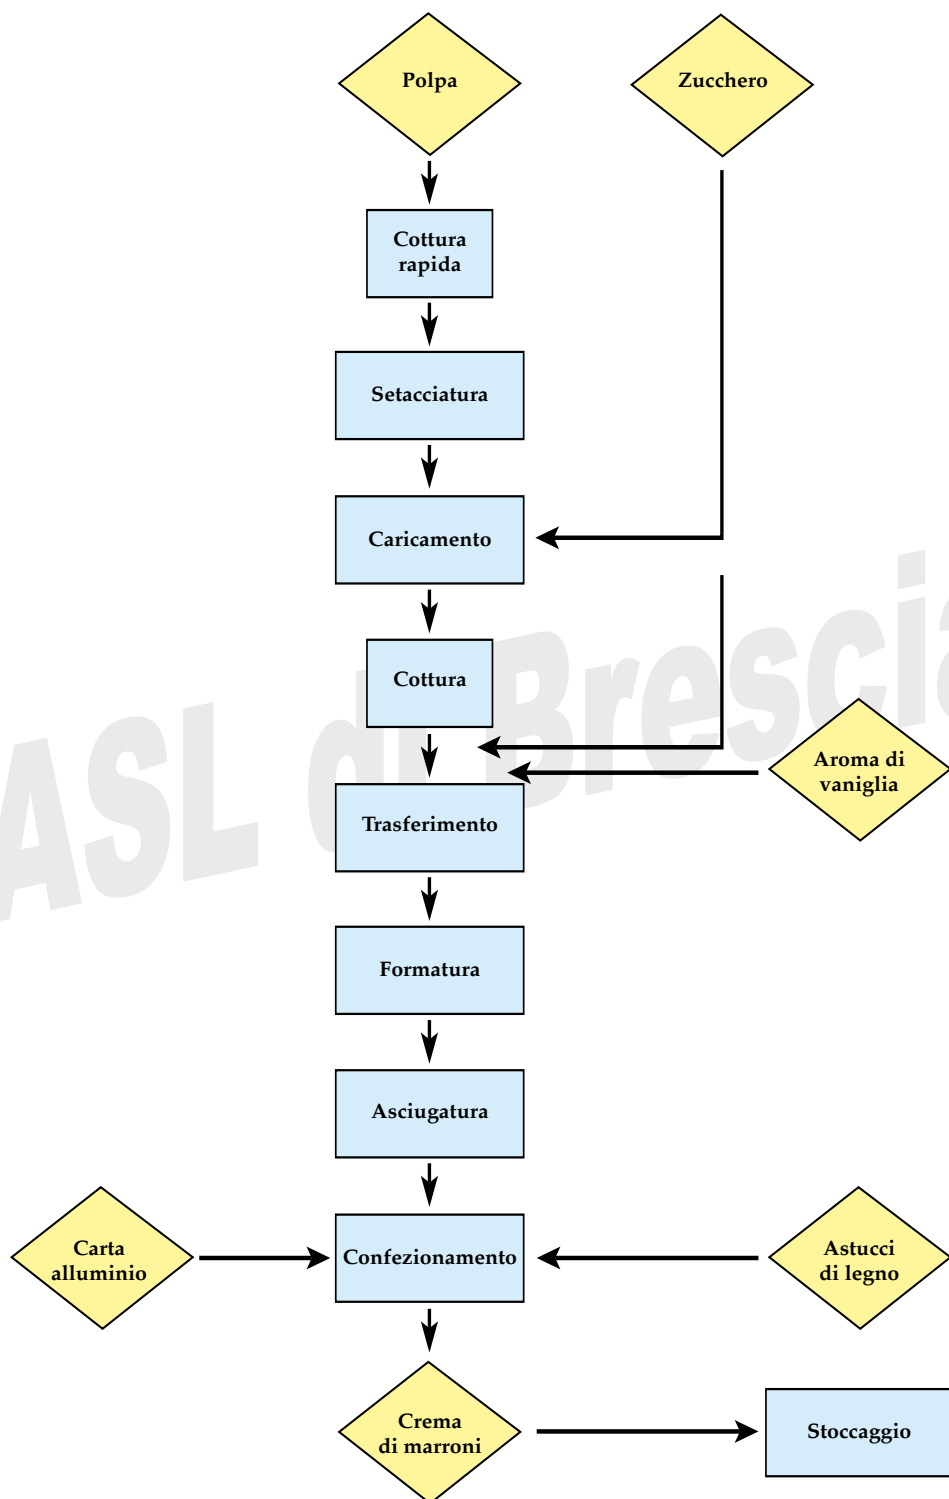 Polpa
Zucchero
Cottura
rapida
Setacciatura
Caricamento
Cottura
Aroma di
vaniglia
Trasferimento
Formatura
Asciugatura
Carta
alluminio
Confezionamento
Astucci
di legno
Crema
di marroni
Stoccaggio
ASL di Brescia